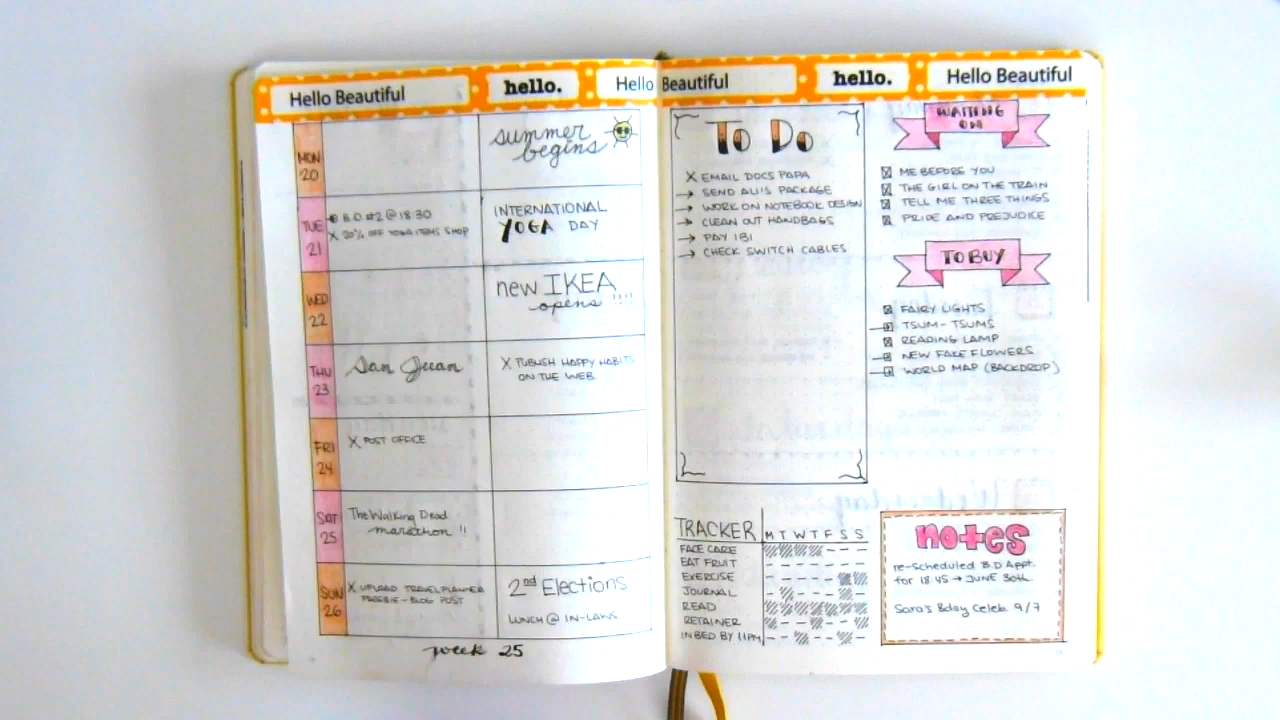 Hello Beautiful
hello.
Hello Beautiful
hello.
Hello Beautiful
MON
20
summer
begins
TUE
21
B.D #2 @ 18:30
X 20% OFF YOGA ITEMS SHOP
INTERNATIONAL
YOGA DAY
WED
22
new IKEA
opens !!!!
THU
23
San Juan
X PUBLISH HAPPY HABITS
ON THE WEB
FRI
24
X POST OFFICE
SAT
25
The Walking Dead
marathon !!
SUN
26
X UPLOAD TRAVEL PLANNER
FREEBIE - BLOG POST
2nd Elections
LUNCH @ IN-LAWS
week 25
To Do
X EMAIL DOCS PAPA
→ SEND ALI'S PACKAGE
→ WORK ON NOTEBOOK DESIGN
→ CLEAN OUT HANDBAGS
→ PAY IBI
→ CHECK SWITCH CABLES
WAITING
ON
ME BEFORE YOU
THE GIRL ON THE TRAIN
TELL ME THREE THINGS
PRIDE AND PREJUDICE
TO BUY
FAIRY LIGHTS
TSUM-TSUMS
READING LAMP
NEW FAKE FLOWERS
WORLD MAP (BACKDROP)
TRACKER M T W T F S S
FACE CARE
EAT FRUIT
EXERCISE
JOURNAL
READ
RETAINER
IN BED BY 11PM
notes
re-scheduled B.D Appt.
for 18:45 → JUNE 30th.
Sara's Bday Celeb. 9/7